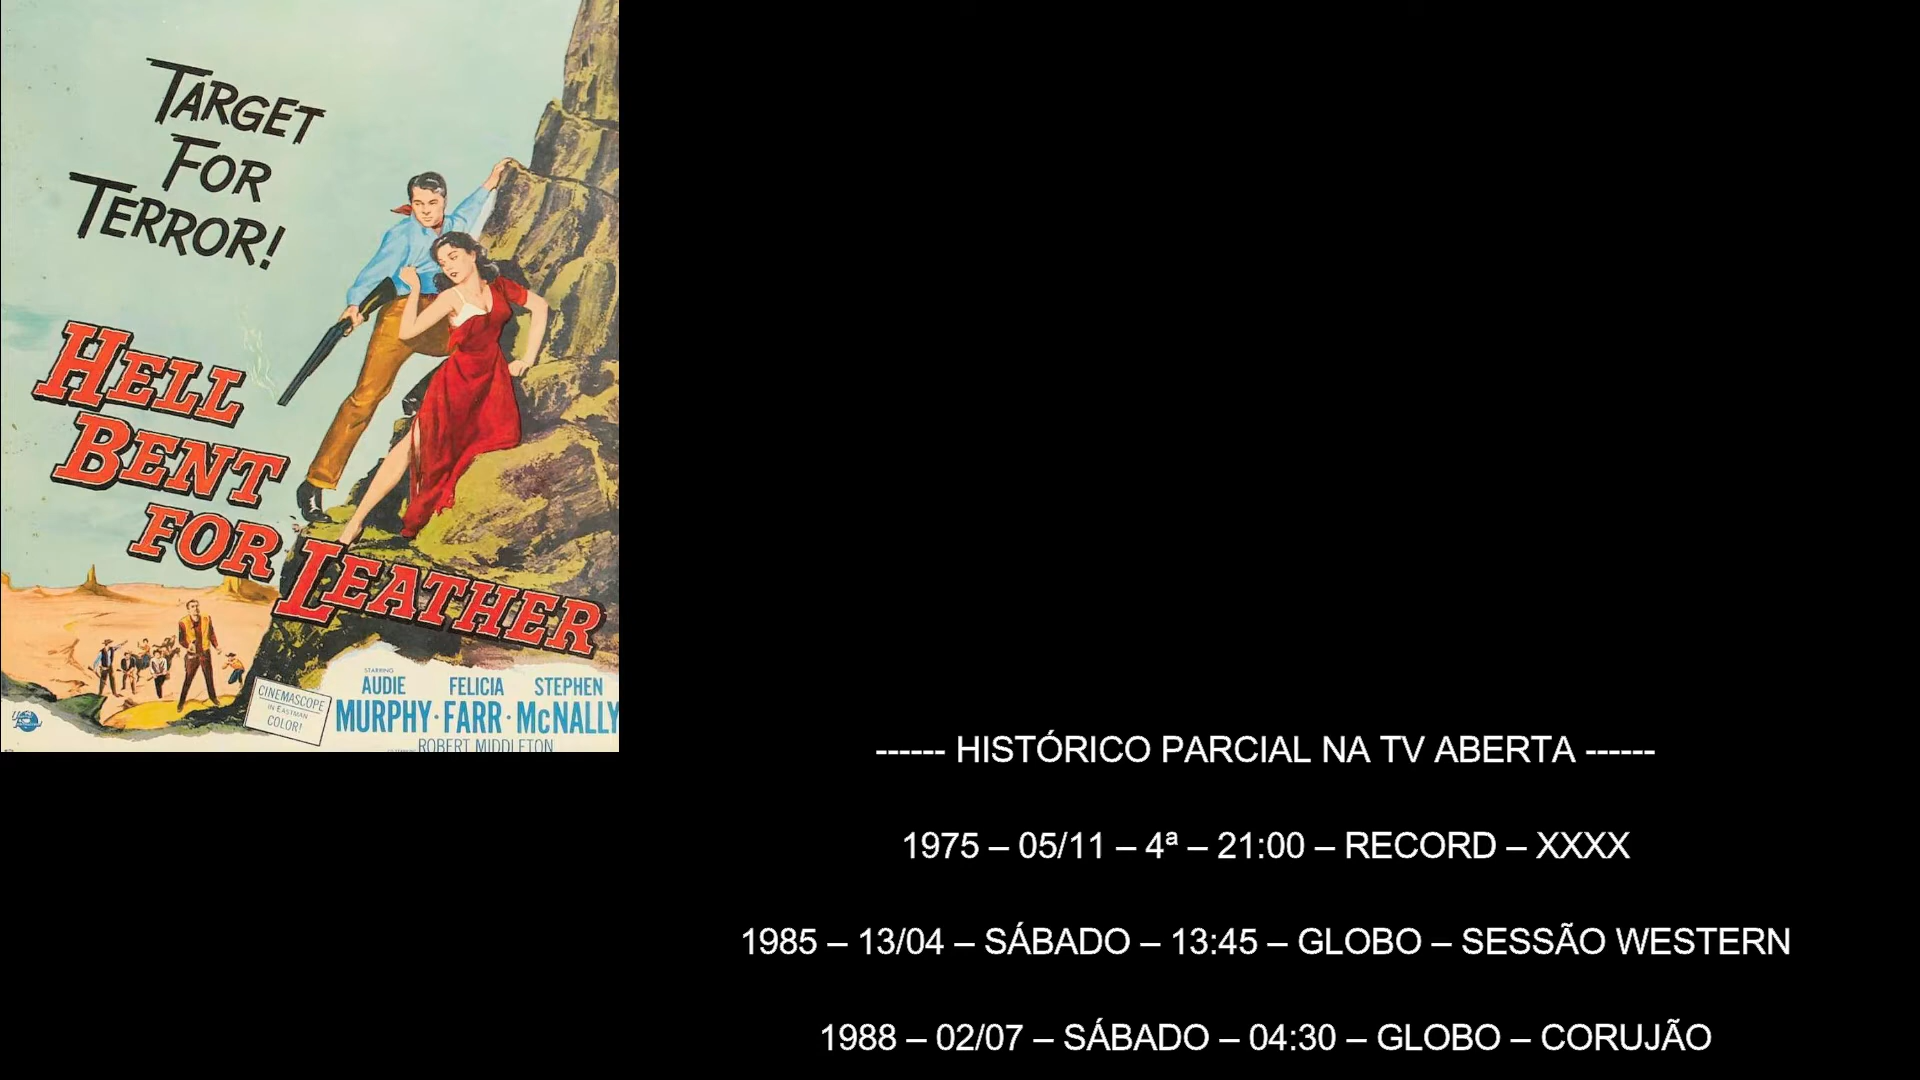 TARGET
FOR
TERROR!
HELL
BENT
FOR LEATHER
STARRING
AUDIE FELICIA STEPHEN
MURPHY · FARR · McNALLY
ROBERT MIDDLETON
CINEMASCOPE
IN EASTMAN
COLOR!
------ HISTÓRICO PARCIAL NA TV ABERTA ------
1975 – 05/11 – 4ª – 21:00 – RECORD – XXXX
1985 – 13/04 – SÁBADO – 13:45 – GLOBO – SESSÃO WESTERN
1988 – 02/07 – SÁBADO – 04:30 – GLOBO – CORUJÃO